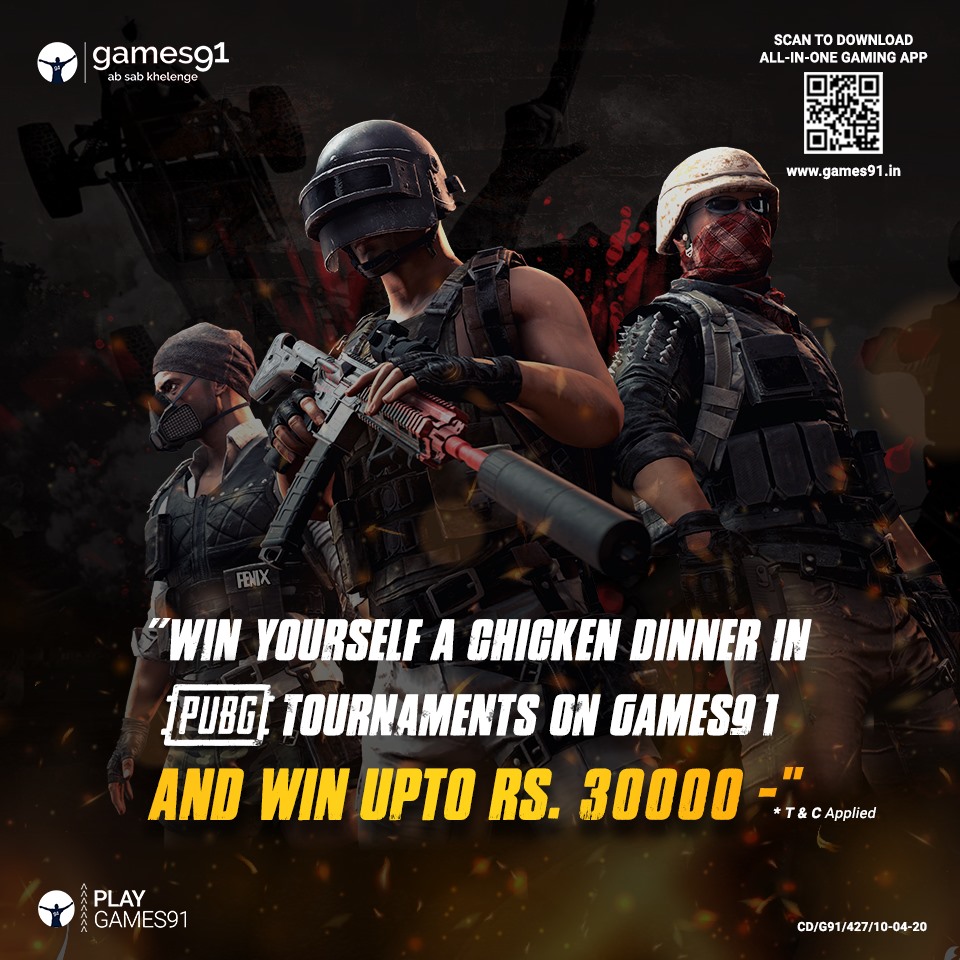 games91
ab sab khelenge
SCAN TO DOWNLOAD
ALL-IN-ONE GAMING APP
www.games91.in
FENIX
"WIN YOURSELF A CHICKEN DINNER IN
PUBG TOURNAMENTS ON GAMES91
AND WIN UPTO RS. 30000 -"
* T & C Applied
PLAY
GAMES91
CD/G91/427/10-04-20